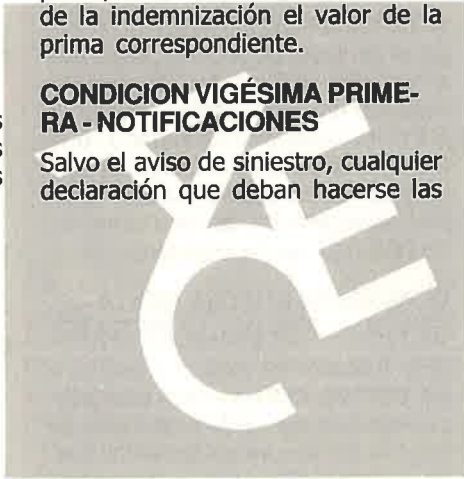 de la indemnización el valor de la
prima correspondiente.
CONDICION VIGÉSIMA PRIME-
RA - NOTIFICACIONES
Salvo el aviso de siniestro, cualquier
declaración que deban hacerse las